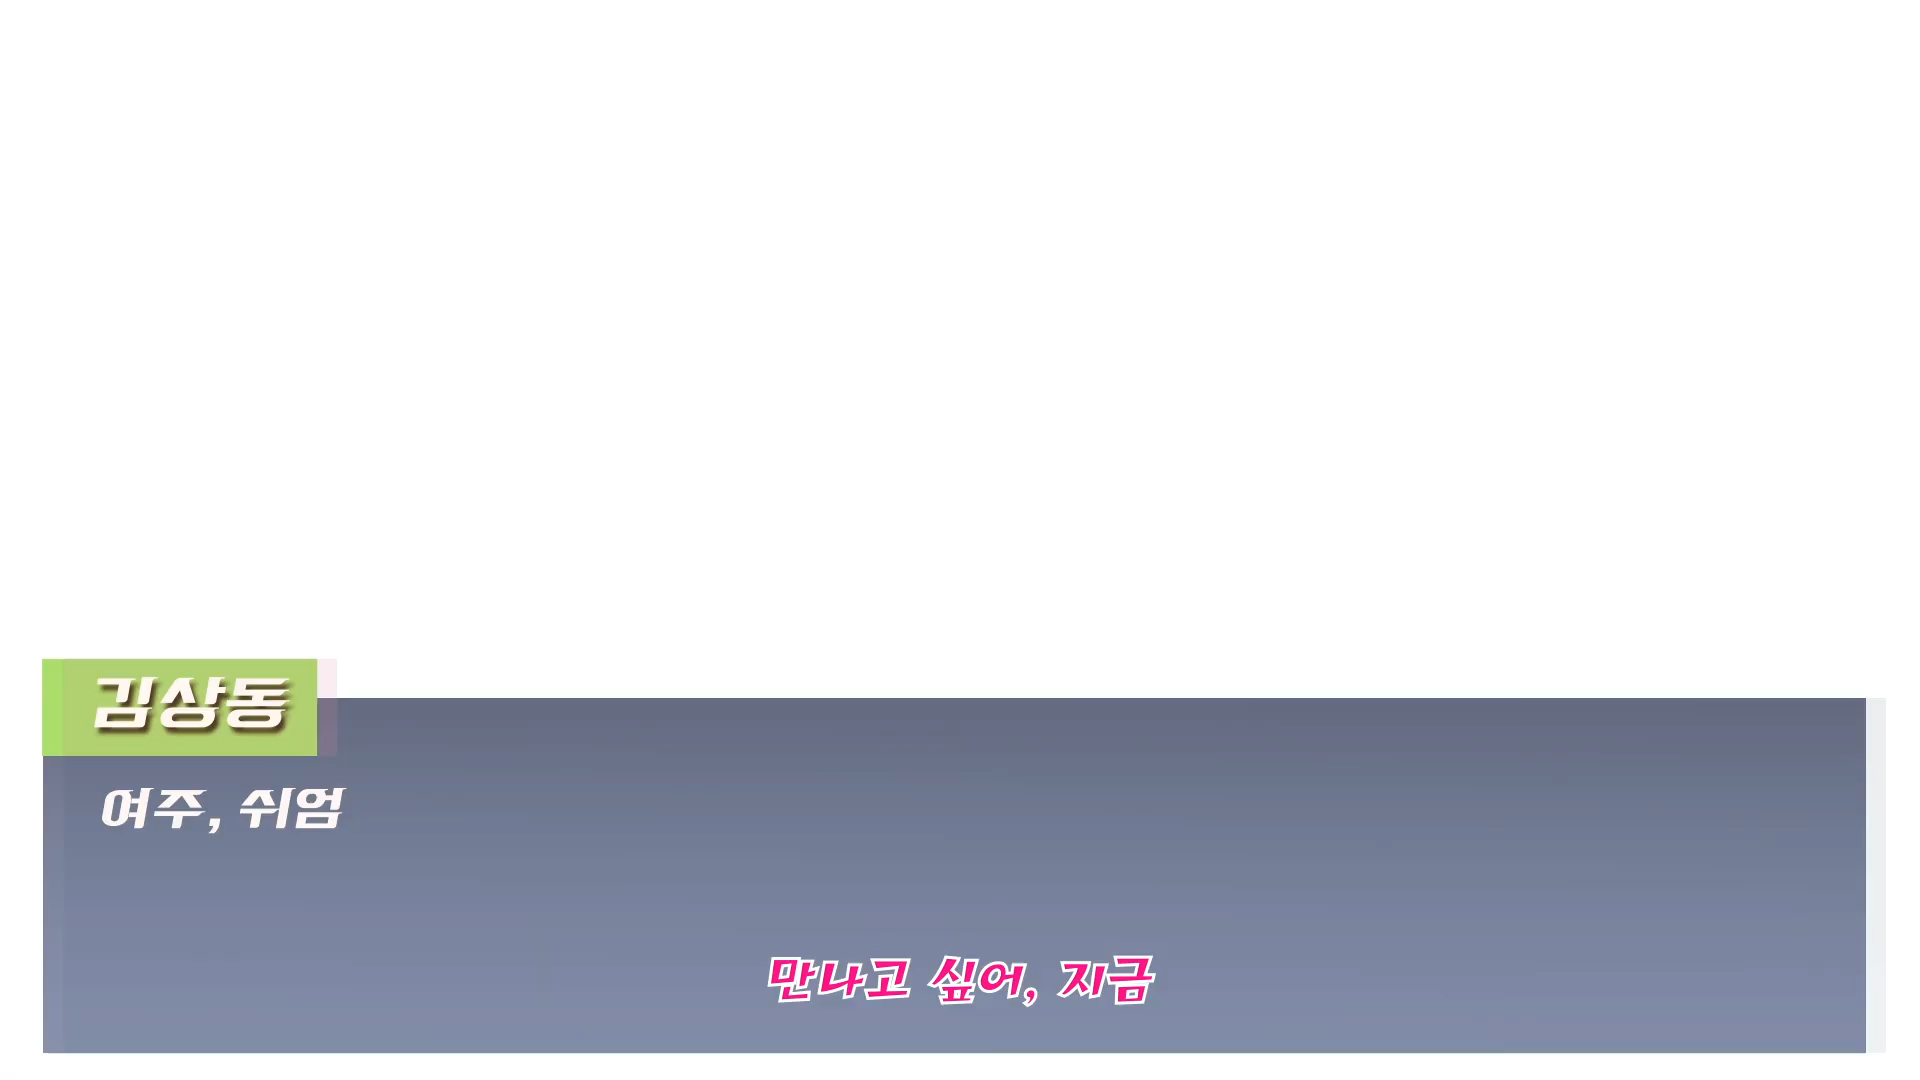 김상동
여주, 쉬엄
만나고 싶어, 지금